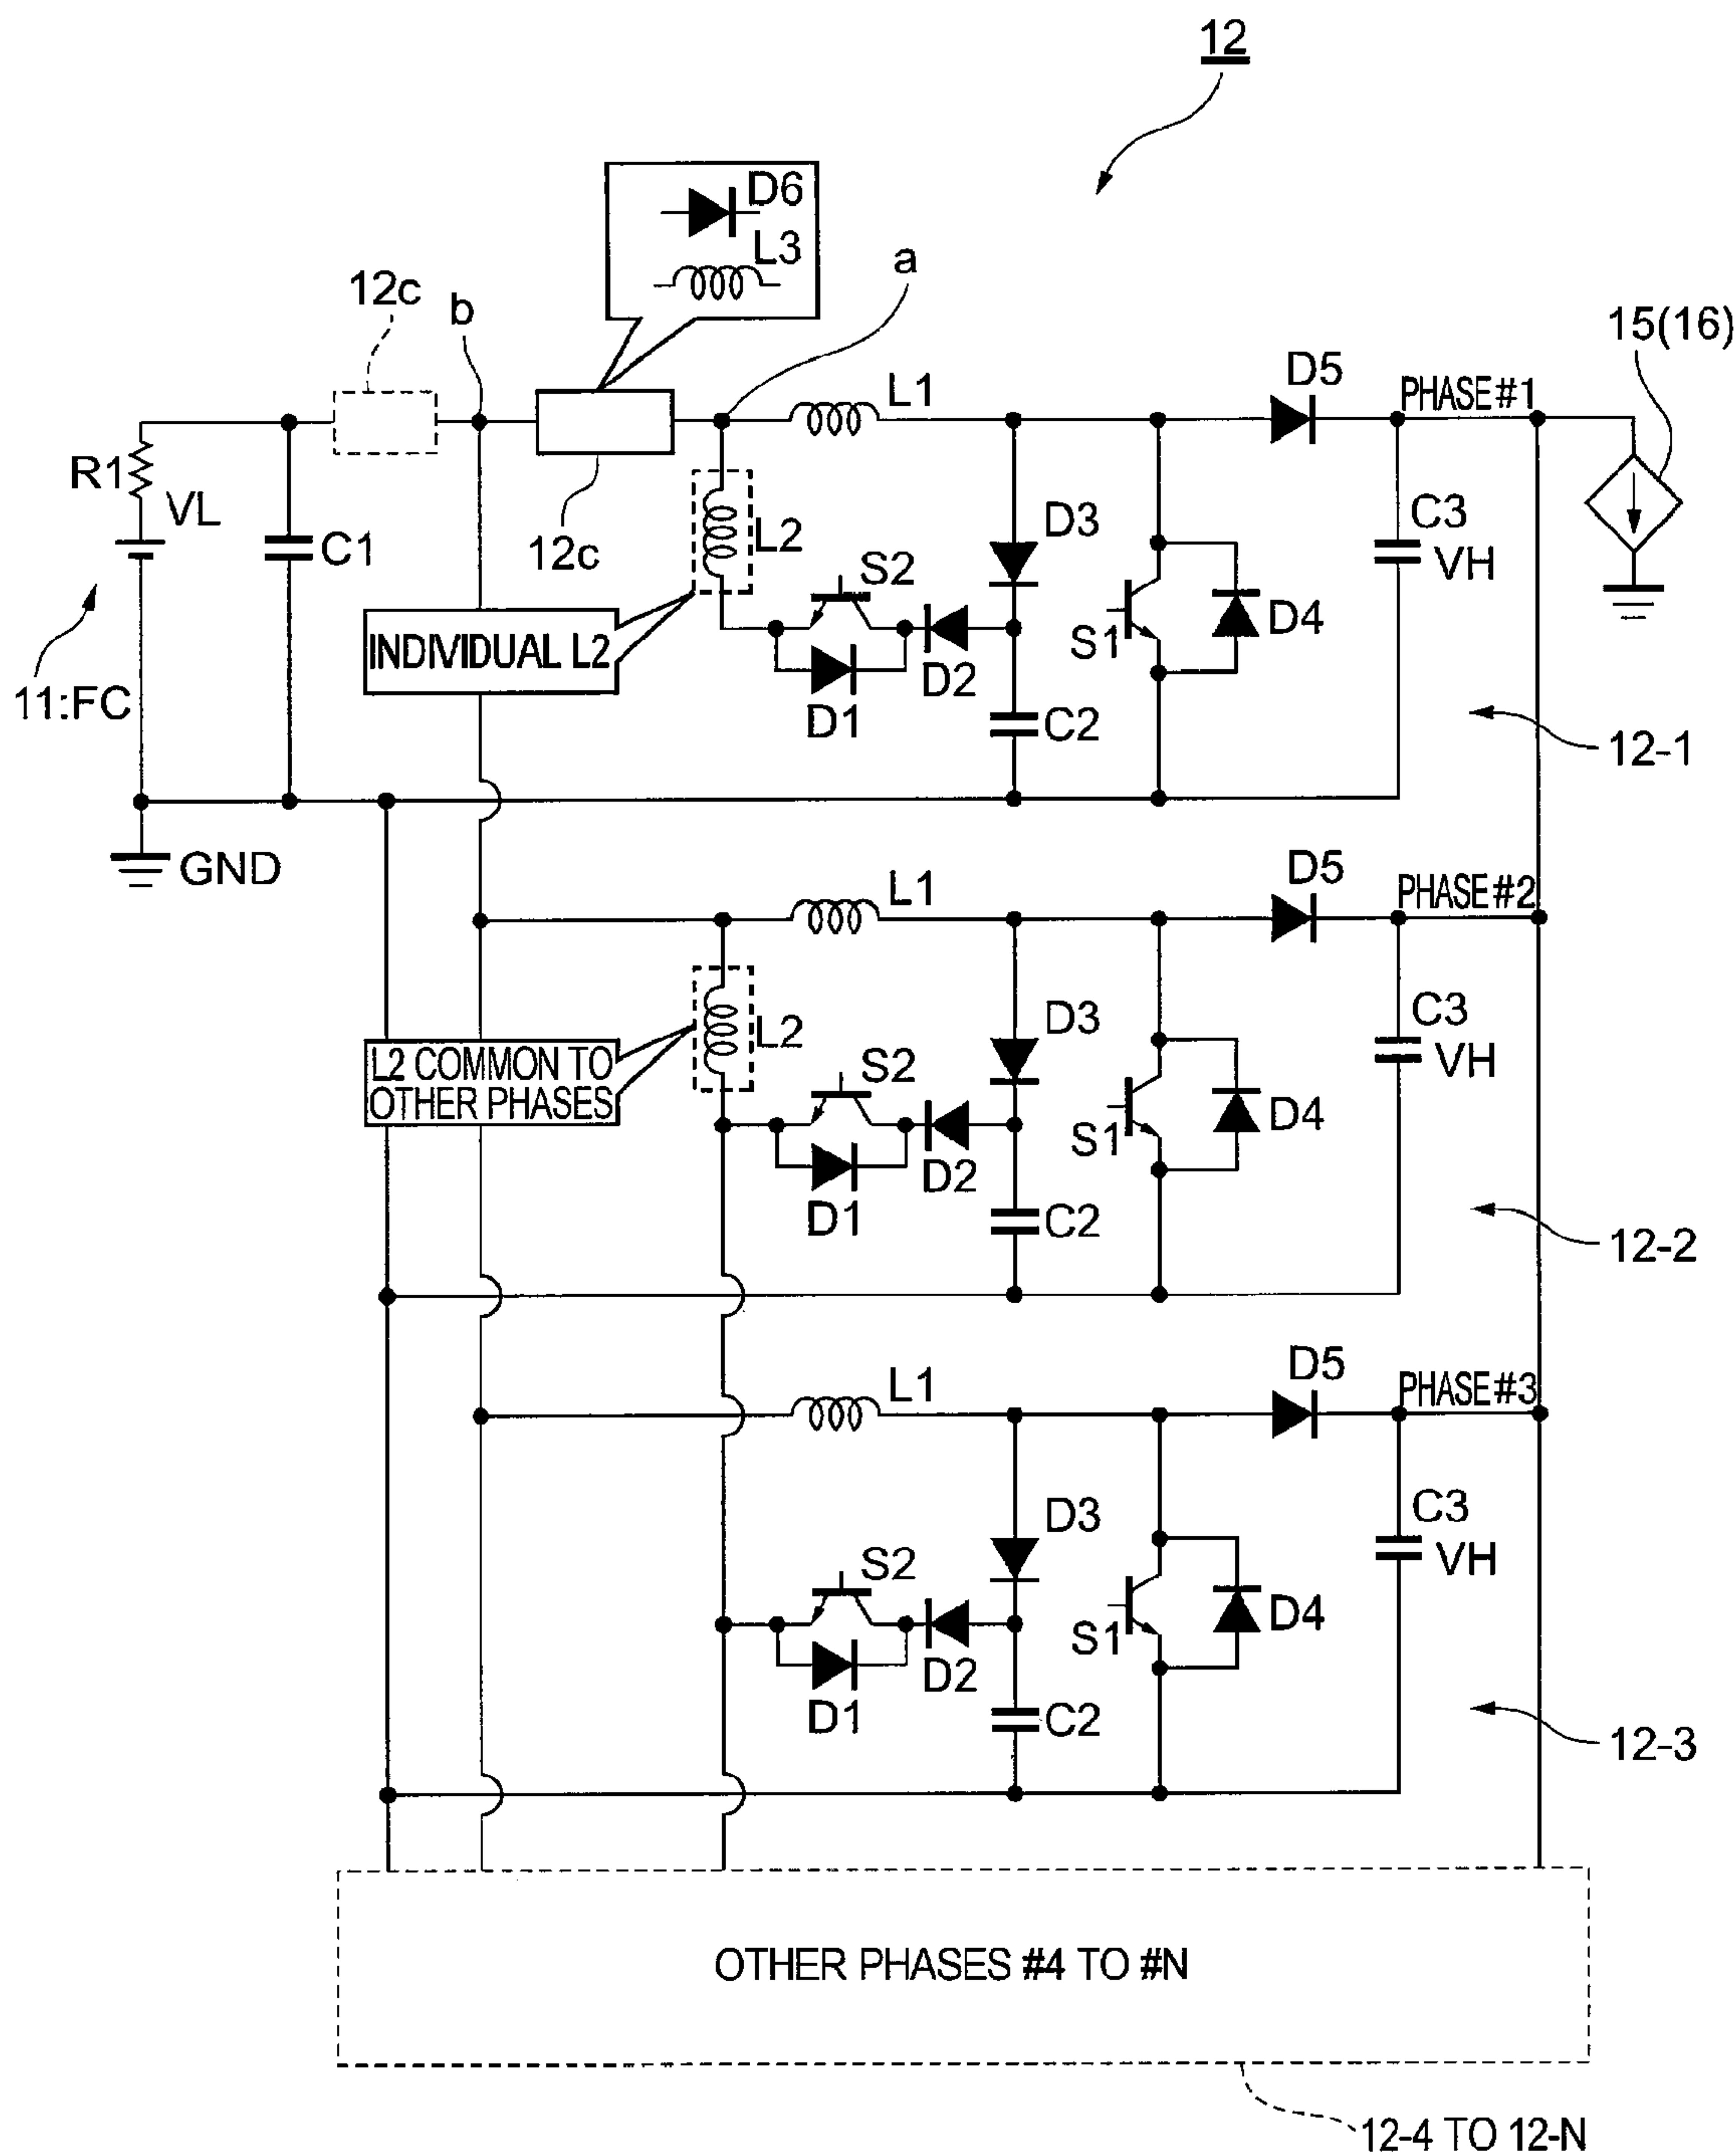 12
D6
L3
a
12c
b
15(16)
L1
D5
PHASE #1
R1
VL
C1
12c
L2
S2
D3
C3
VH
INDIVIDUAL L2
D2
D1
S1
D4
C2
11:FC
12-1
GND
L1
D5
PHASE #2
L2
D3
C3
VH
L2 COMMON TO
OTHER PHASES
S2
D2
D1
S1
D4
C2
12-2
L1
D5
PHASE #3
D3
C3
VH
S2
D2
D1
S1
D4
C2
12-3
OTHER PHASES #4 TO #N
12-4 TO 12-N